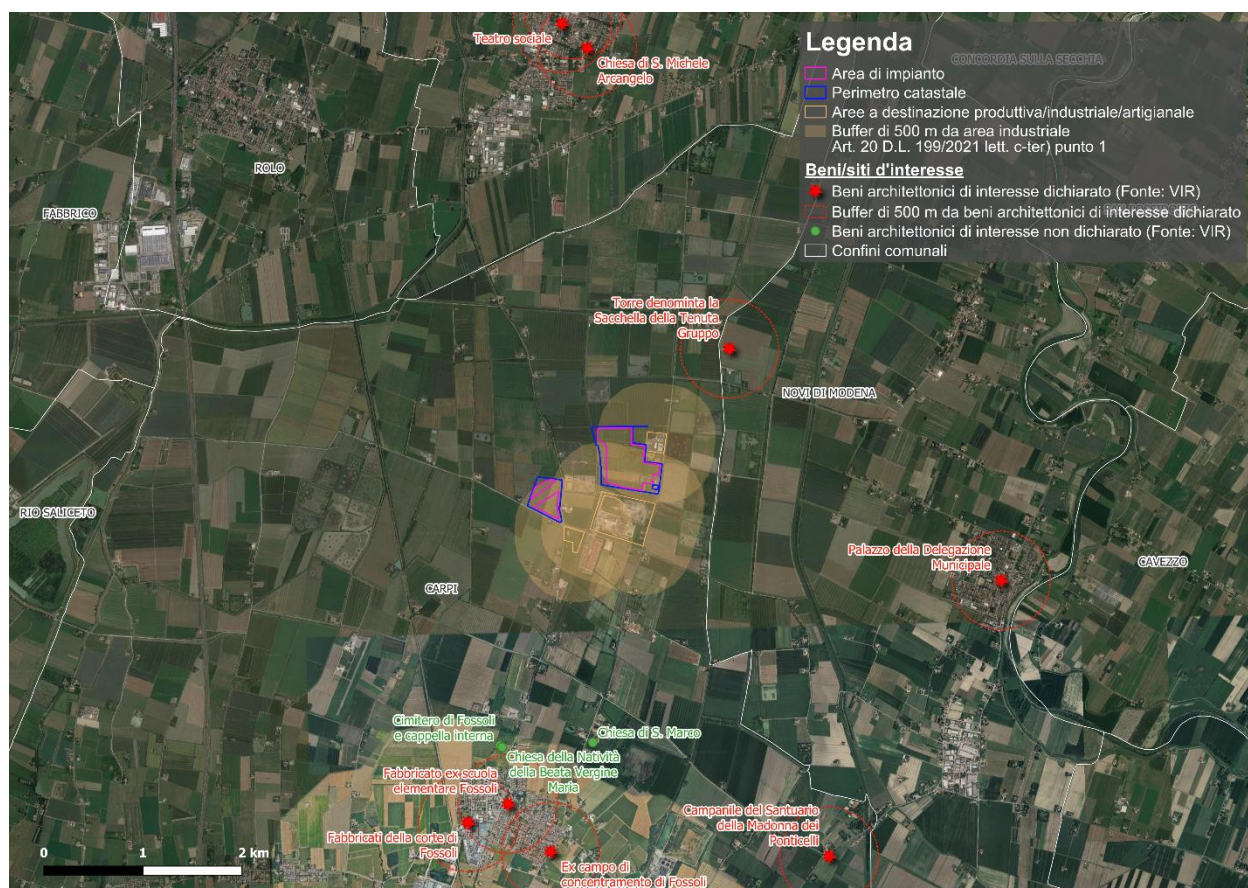 Teatro sociale
Chiesa di S. Michele
Arcangelo
Legenda
CONCORDIA SULLA SECCHIA
Area di impianto
Perimetro catastale
Aree a destinazione produttiva/industriale/artigianale
Buffer di 500 m da area industriale
Art. 20 D.L. 199/2021 lett. c-ter) punto 1
Beni/siti d'interesse
Beni architettonici di interesse dichiarato (Fonte: VIR)
Buffer di 500 m da beni architettonici di interesse dichiarato
Beni architettonici di interesse non dichiarato (Fonte: VIR)
Confini comunali
ROLO
FABBRICO
Torre denominta la
Sacchella della Tenuta
Gruppo
NOVI DI MODENA
RIO SALICETO
Palazzo della Delegazione
Municipale
CAVEZZO
CARPI
Cimitero di Fossoli
e cappella interna
Chiesa di S. Marco
Chiesa della Natività
della Beata Vergine
Maria
Fabbricato ex scuola
elementare Fossoli
Fabbricati della corte di
Fossoli
Ex campo di
concentramento di Fossoli
Campanile del Santuario
della Madonna dei
Ponticelli
0 1 2 km